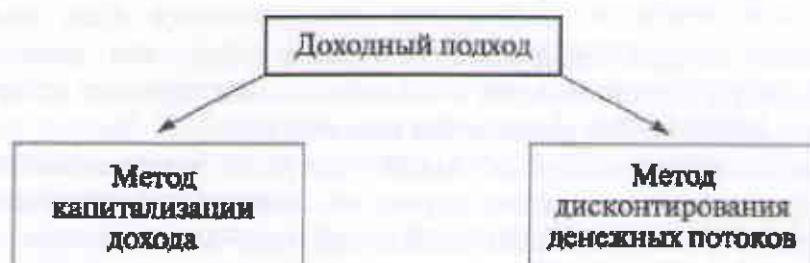 Доходный подход
Метод
капитализации
дохода
Метод
дисконтирования
денежных потоков